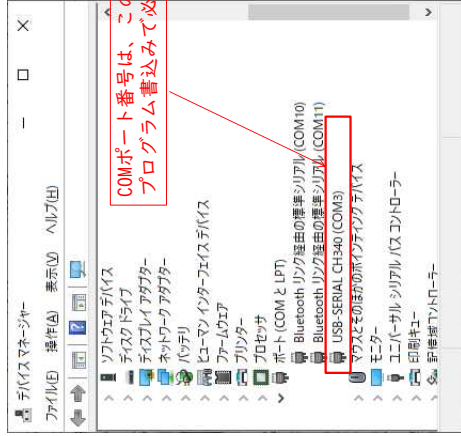 デバイス マネージャー
ファイル(F) 操作(A) 表示(V) ヘルプ(H)
ソフトウェア デバイス
ディスク ドライブ
ディスプレイ アダプター
ネットワーク アダプター
バッテリ
ヒューマン インターフェイス デバイス
ファームウェア
プリンター
プロセッサ
ポート (COM と LPT)
Bluetooth リンク経由の標準シリアル (COM10)
Bluetooth リンク経由の標準シリアル (COM11)
USB-SERIAL CH340 (COM3)
マウスとそのほかのポインティング デバイス
モニター
ユニバーサル シリアル バス コントローラー
印刷キュー
記憶域コントローラー
COMポート番号は、この
プログラム書込みで必